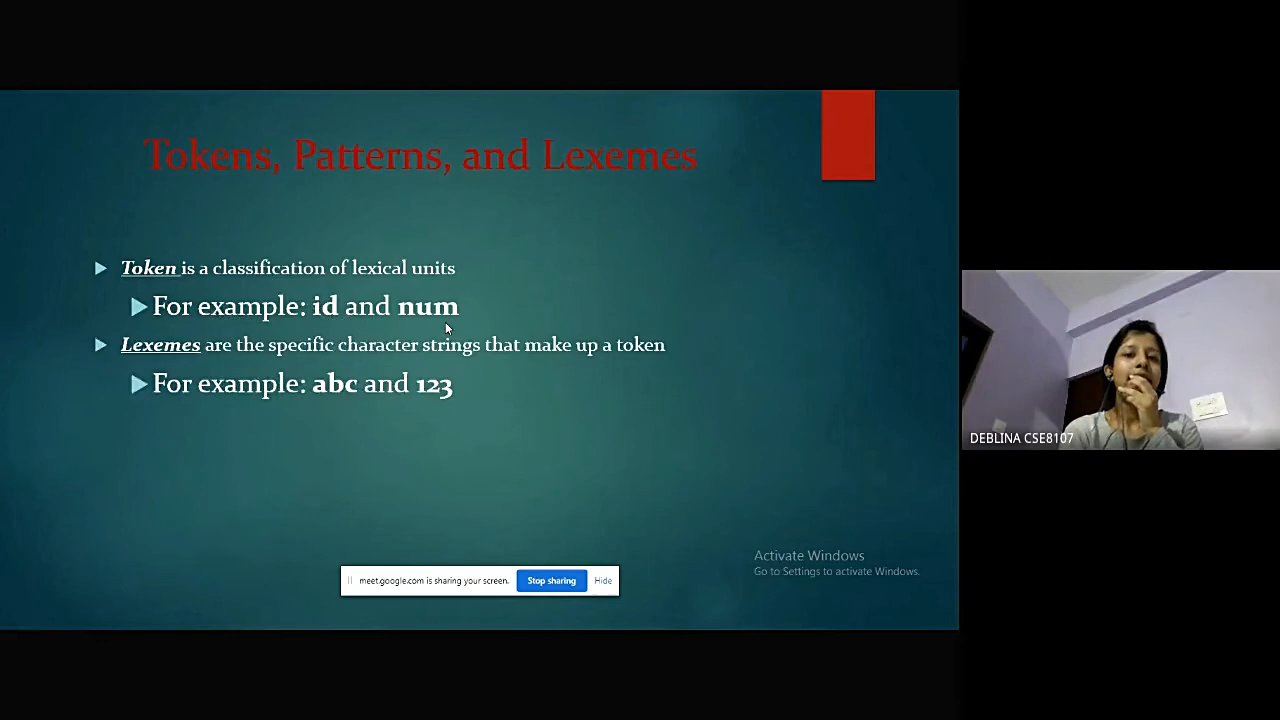 Tokens, Patterns, and Lexemes
Token is a classification of lexical units
For example: id and num
Lexemes are the specific character strings that make up a token
For example: abc and 123
DEBLINA CSE8107
Activate Windows
Go to Settings to activate Windows.
meet.google.com is sharing your screen. Stop sharing Hide